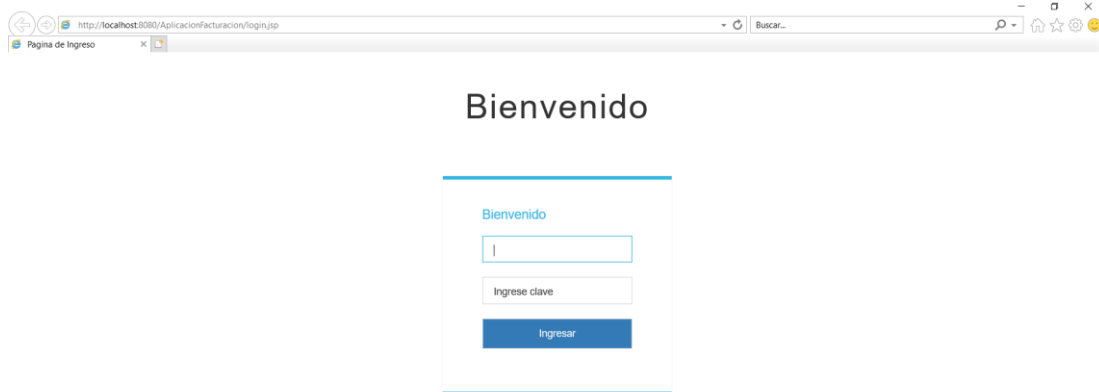 http://localhost:8080/AplicacionFacturacion/login.jsp
Buscar...
Pagina de Ingreso
Bienvenido
Bienvenido
Ingrese clave
Ingresar